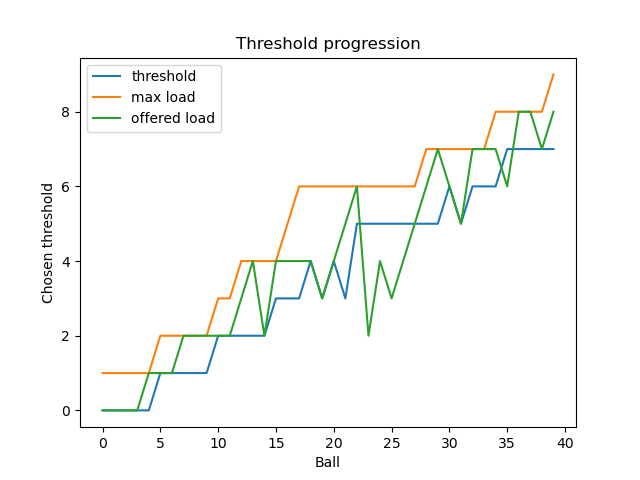 Threshold progression
threshold
max load
offered load
Chosen threshold
8
6
4
2
0
0 5 10 15 20 25 30 35 40
Ball